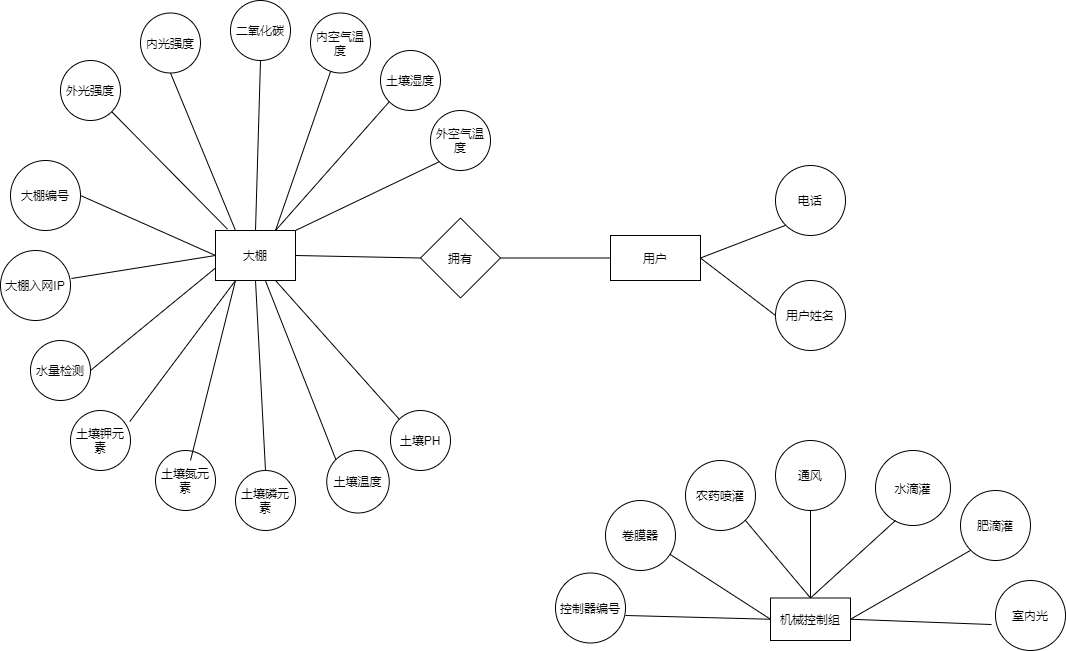 二氧化碳
内光强度
内空气温
度
外光强度
土壤湿度
外空气温
度
大棚编号
电话
大棚
拥有
用户
大棚入网IP
用户姓名
水量检测
土壤钾元
素
土壤PH
土壤氮元
素
土壤温度
土壤磷元
素
通风
农药喷灌
水滴灌
卷膜器
肥滴灌
控制器编号
机械控制组
室内光